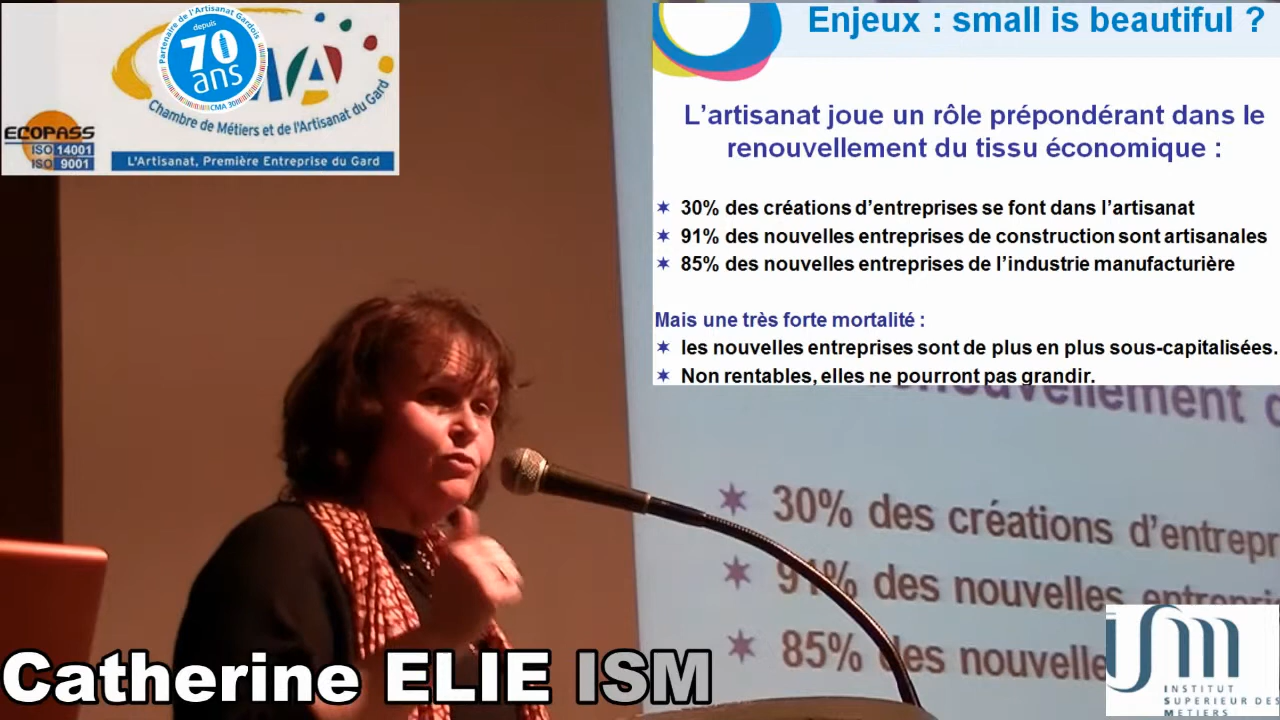 Partenaire de l'Artisanat Gardois
depuis
70
ans
CMA 30
CMA
Chambre de Métiers et de l'Artisanat du Gard
ECOPASS
ISO 14001
ISO 9001
L'Artisanat, Première Entreprise du Gard
Enjeux : small is beautiful ?
L'artisanat joue un rôle prépondérant dans le
renouvellement du tissu économique :
✶ 30% des créations d'entreprises se font dans l'artisanat
✶ 91% des nouvelles entreprises de construction sont artisanales
✶ 85% des nouvelles entreprises de l'industrie manufacturière
Mais une très forte mortalité :
✶ les nouvelles entreprises sont de plus en plus sous-capitalisées.
✶ Non rentables, elles ne pourront pas grandir.
renouvellement d
✶ 30% des créations d'entrepr
✶ 91% des nouvelles entrepris
✶ 85% des nouvelle
Catherine ELIE ISM
ism
INSTITUT
SUPERIEUR DES
METIERS